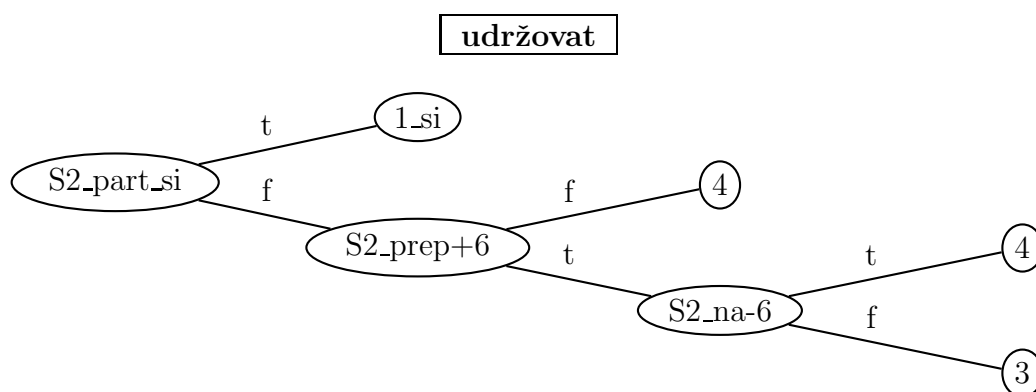 udržovat
1_si
t
S2_part_si
f
f
4
S2_prep+6
t
t
4
S2_na-6
f
3